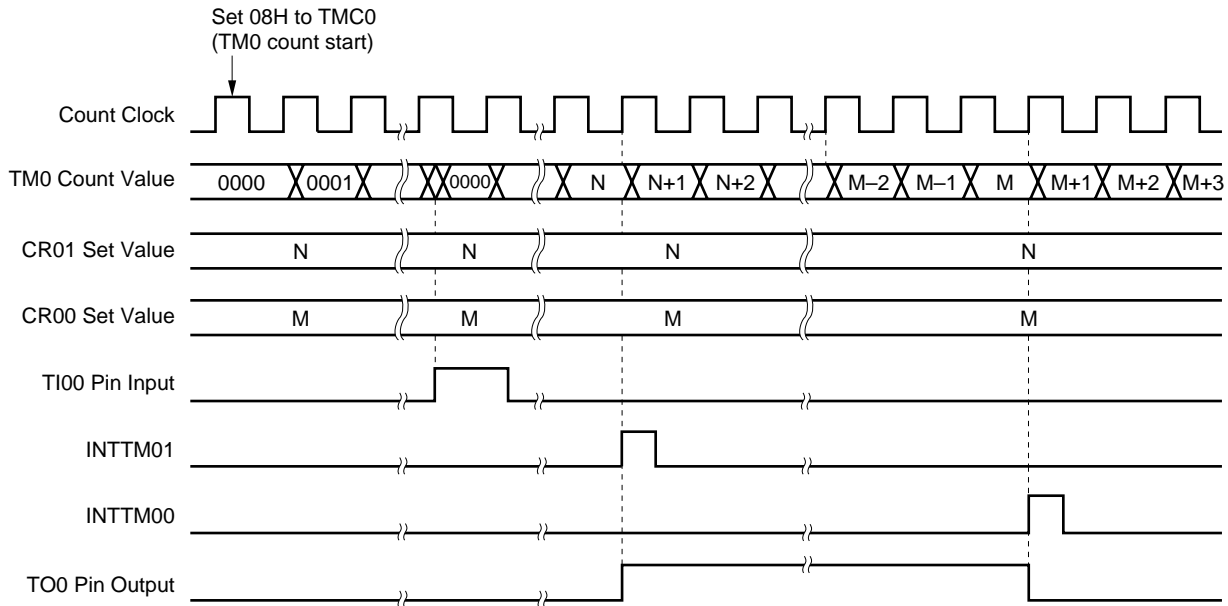 Set 08H to TMC0
(TM0 count start)
Count Clock
TM0 Count Value 0000 0001 0000 N N+1 N+2 M–2 M–1 M M+1 M+2 M+3
CR01 Set Value N N N N
CR00 Set Value M M M M
TI00 Pin Input
INTTM01
INTTM00
TO0 Pin Output